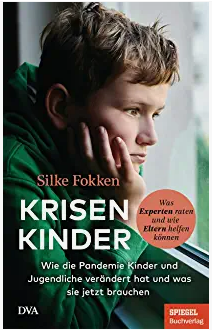 Silke Fokken
KRISEN
KINDER
Was
Experten raten
und wie
Eltern helfen
können
Wie die Pandemie Kinder und
Jugendliche verändert hat und was
sie jetzt brauchen
DVA
SPIEGEL
Buchverlag